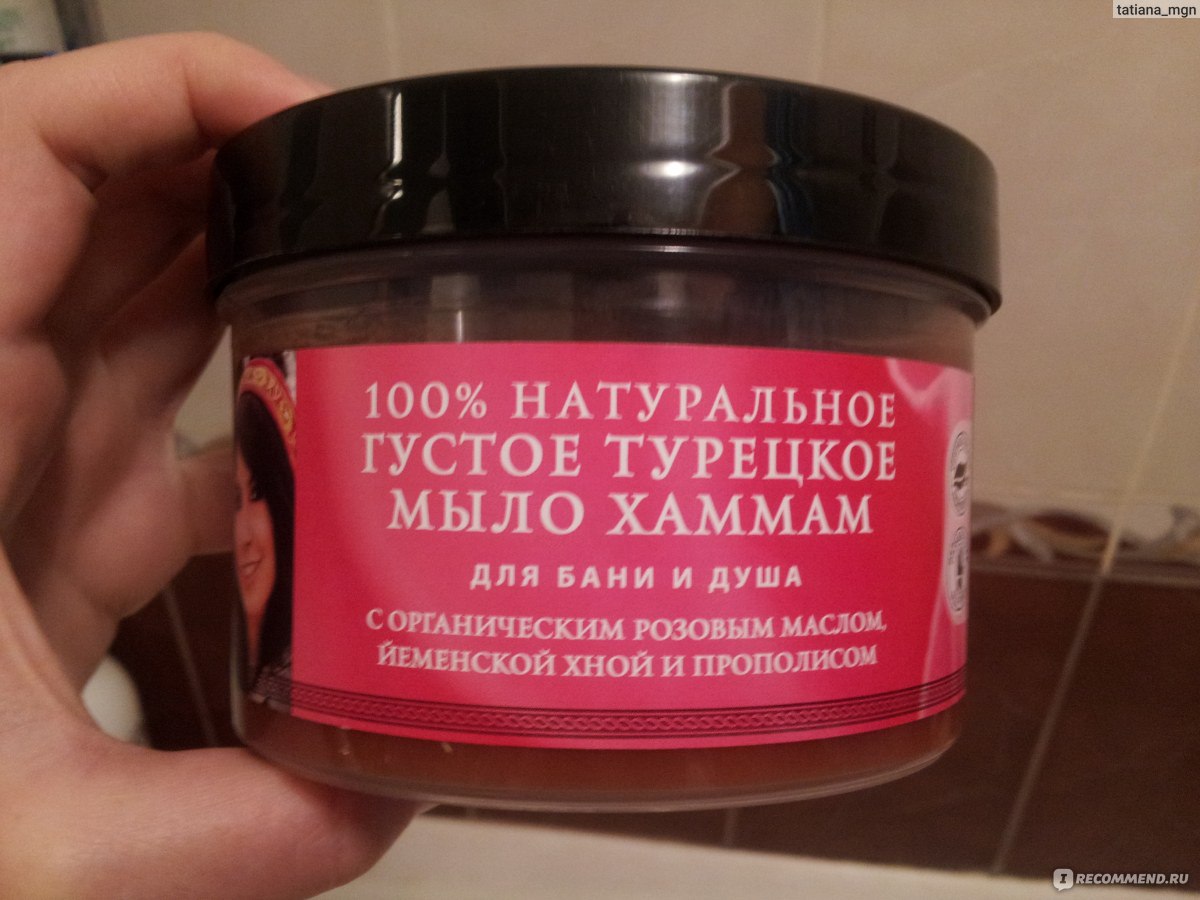 tatiana_mgn
100% НАТУРАЛЬНОЕ
ГУСТОЕ ТУРЕЦКОЕ
МЫЛО ХАММАМ
ДЛЯ БАНИ И ДУША
С ОРГАНИЧЕСКИМ РОЗОВЫМ МАСЛОМ,
ЙЕМЕНСКОЙ ХНОЙ И ПРОПОЛИСОМ
IRECOMMEND.RU